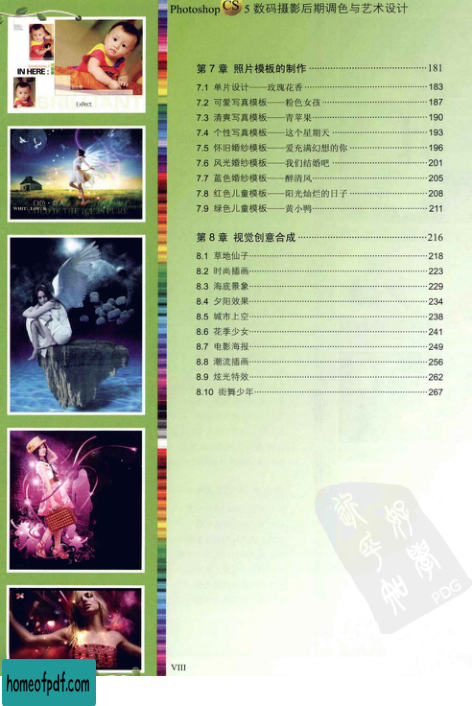 Photoshop CS 5 数码摄影后期调色与艺术设计
IN HERE :
ExRect
WHITE LOVER
第 7 章 照片模板的制作 181
7.1 单片设计——玫瑰花香 183
7.2 可爱写真模板——粉色女孩 187
7.3 清爽写真模板——青苹果 190
7.4 个性写真模板——这个星期天 193
7.5 怀旧婚纱模板——爱充满幻想的你 196
7.6 风光婚纱模板——我们结婚吧 201
7.7 蓝色婚纱模板——醉清风 205
7.8 红色儿童模板——阳光灿烂的日子 208
7.9 绿色儿童模板——黄小鸭 211
第 8 章 视觉创意合成 216
8.1 草地仙子 218
8.2 时尚插画 223
8.3 海底景象 229
8.4 夕阳效果 234
8.5 城市上空 238
8.6 花季少女 241
8.7 电影海报 249
8.8 潮流插画 256
8.9 炫光特效 262
8.10 街舞少年 267
PDG
VIII
homeofpdf.com